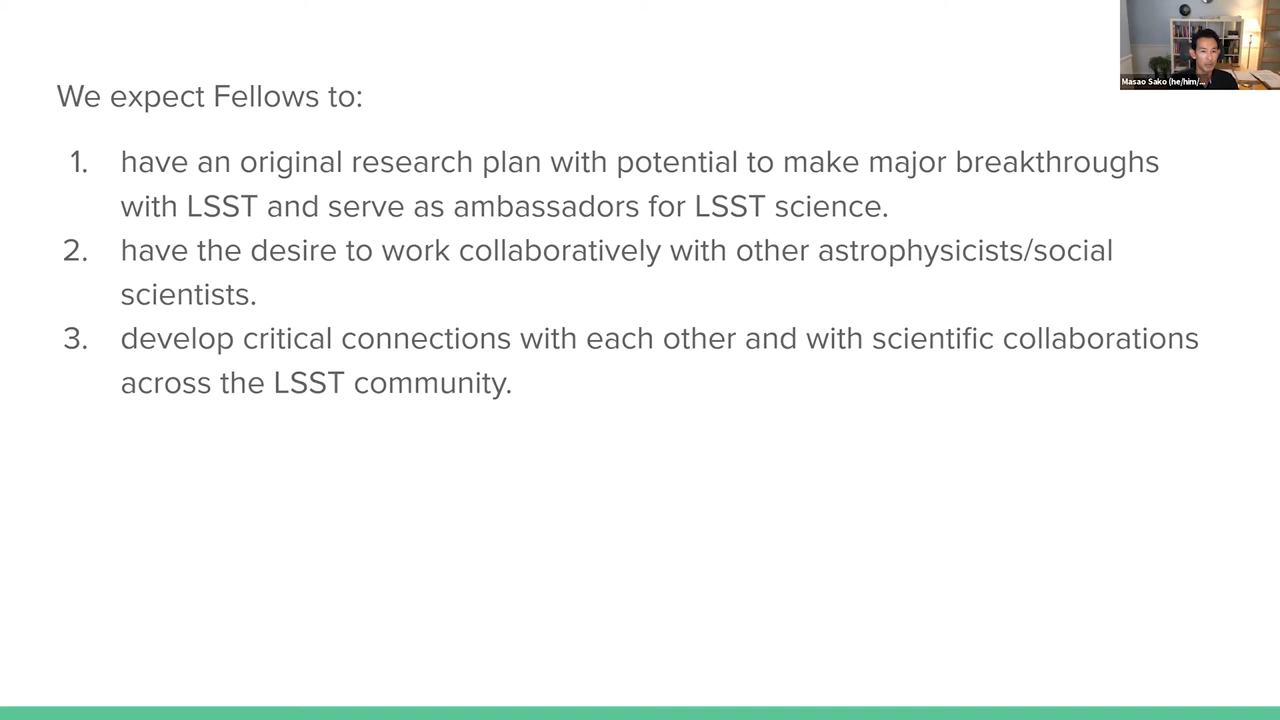 Masao Sako (he/him/...
We expect Fellows to:
1. have an original research plan with potential to make major breakthroughs
with LSST and serve as ambassadors for LSST science.
2. have the desire to work collaboratively with other astrophysicists/social
scientists.
3. develop critical connections with each other and with scientific collaborations
across the LSST community.